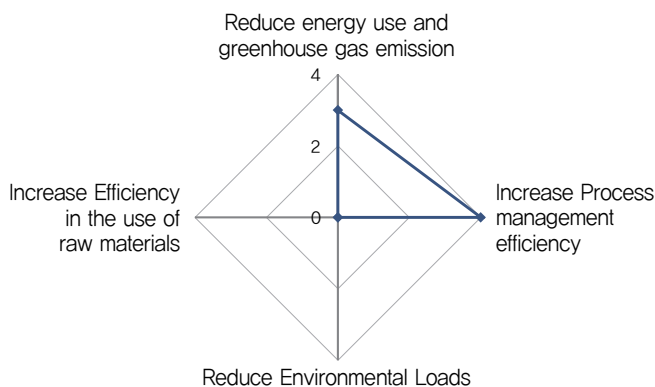 Reduce energy use and
greenhouse gas emission
4
2
0
Increase Efficiency
in the use of
raw materials
Increase Process
management
efficiency
Reduce Environmental Loads